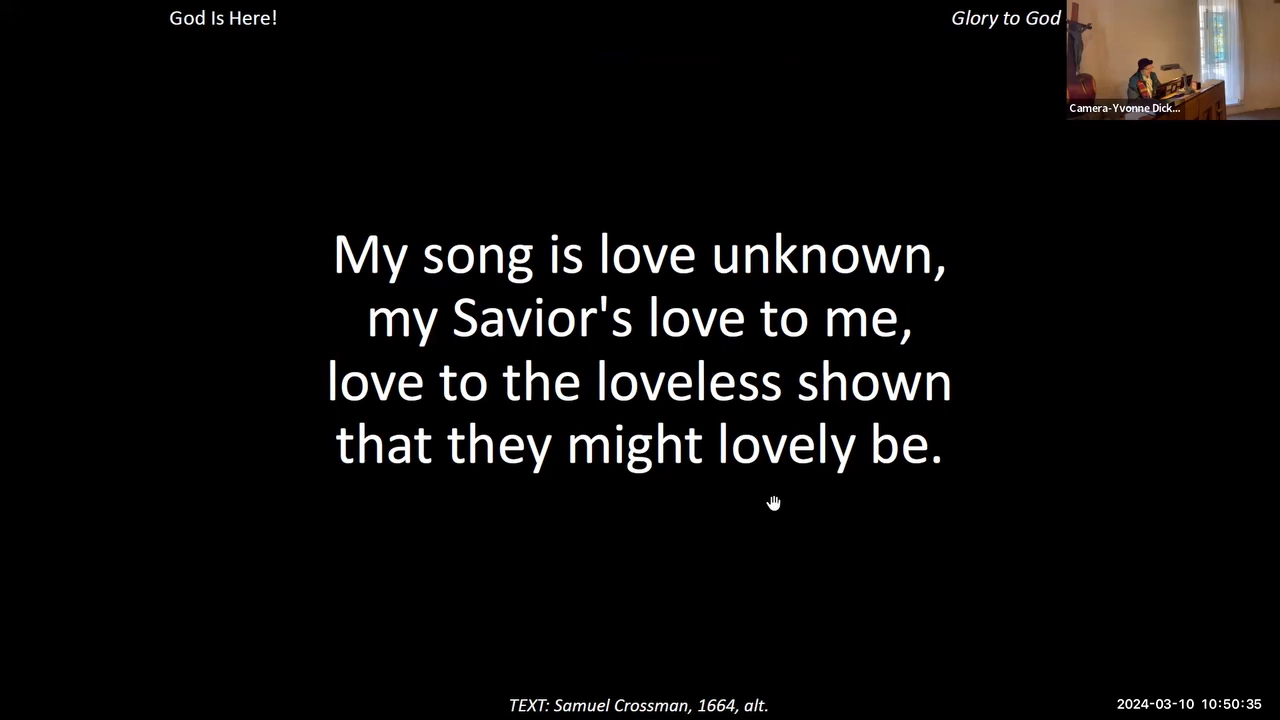 God Is Here!
Glory to God
Camera-Yvonne Dick...
My song is love unknown,
my Savior's love to me,
love to the loveless shown
that they might lovely be.
TEXT: Samuel Crossman, 1664, alt.
2024-03-10 10:50:35